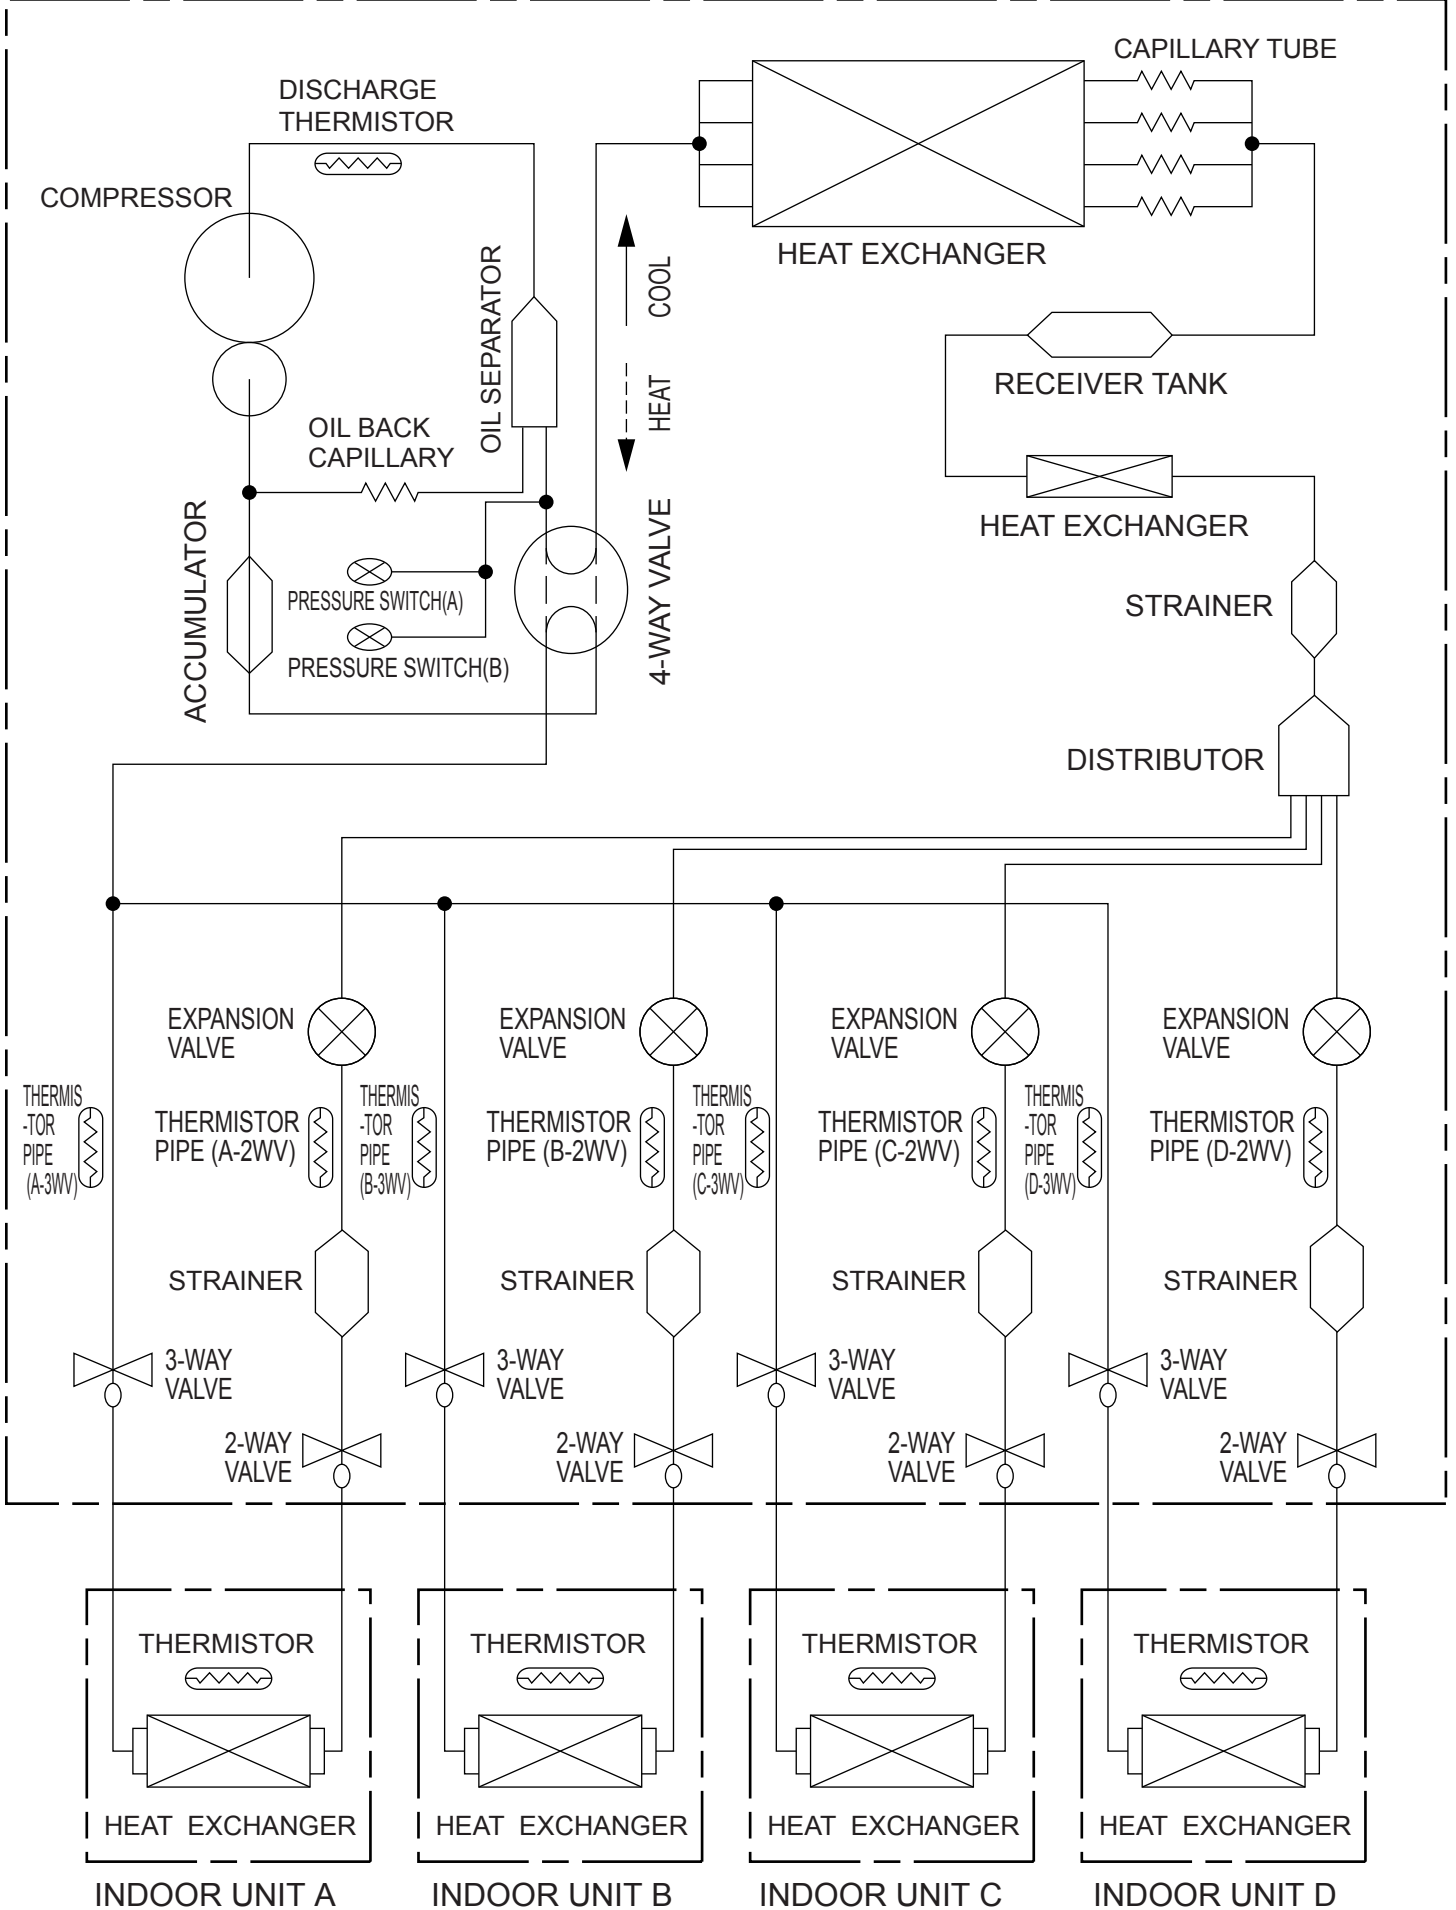 CAPILLARY TUBE
DISCHARGE
THERMISTOR
COMPRESSOR
HEAT EXCHANGER
OIL SEPARATOR
COOL
HEAT
RECEIVER TANK
OIL BACK
CAPILLARY
HEAT EXCHANGER
ACCUMULATOR
4-WAY VALVE
PRESSURE SWITCH(A)
PRESSURE SWITCH(B)
STRAINER
DISTRIBUTOR
EXPANSION
VALVE
EXPANSION
VALVE
EXPANSION
VALVE
EXPANSION
VALVE
THERMIS
-TOR
PIPE
(A-3WV)
THERMISTOR
PIPE (A-2WV)
THERMIS
-TOR
PIPE
(B-3WV)
THERMISTOR
PIPE (B-2WV)
THERMIS
-TOR
PIPE
(C-3WV)
THERMISTOR
PIPE (C-2WV)
THERMIS
-TOR
PIPE
(D-3WV)
THERMISTOR
PIPE (D-2WV)
STRAINER
STRAINER
STRAINER
STRAINER
3-WAY
VALVE
3-WAY
VALVE
3-WAY
VALVE
3-WAY
VALVE
2-WAY
VALVE
2-WAY
VALVE
2-WAY
VALVE
2-WAY
VALVE
THERMISTOR
THERMISTOR
THERMISTOR
THERMISTOR
HEAT EXCHANGER
HEAT EXCHANGER
HEAT EXCHANGER
HEAT EXCHANGER
INDOOR UNIT A
INDOOR UNIT B
INDOOR UNIT C
INDOOR UNIT D